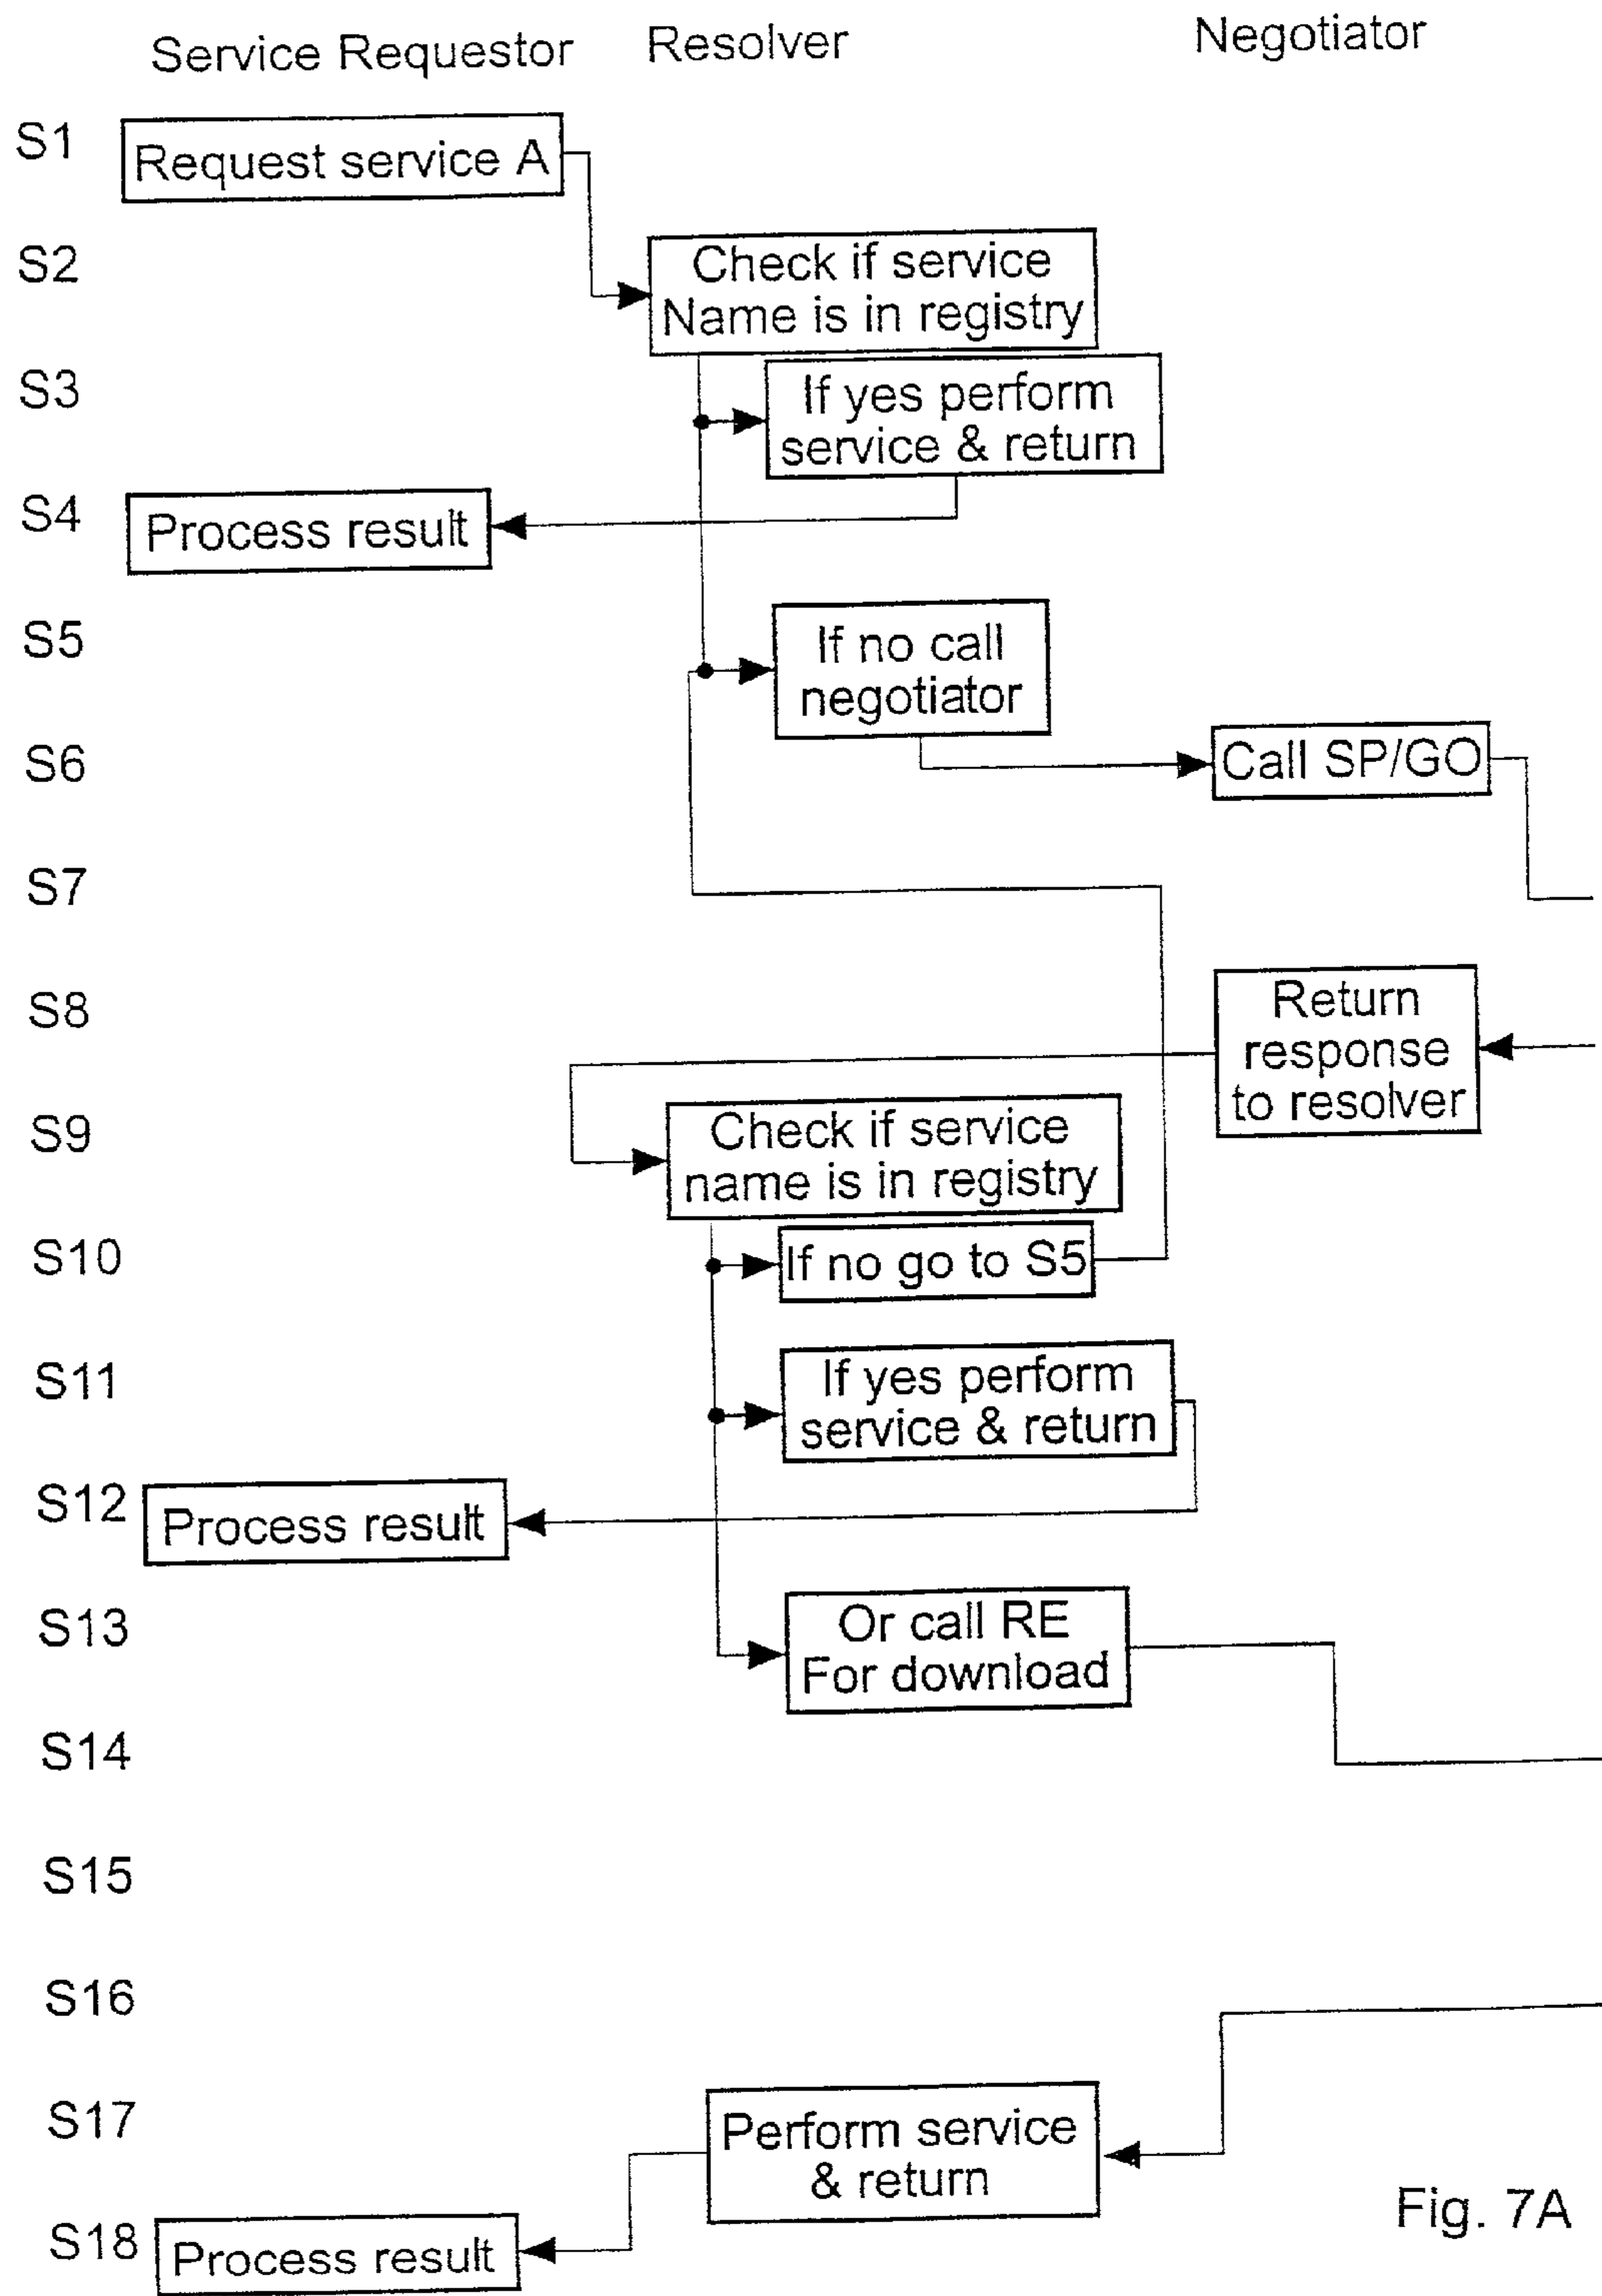 Service Requestor
Resolver
Negotiator
S1
Request service A
S2
Check if service
Name is in registry
S3
If yes perform
service & return
S4
Process result
S5
If no call
negotiator
S6
Call SP/GO
S7
S8
Return
response
to resolver
S9
Check if service
name is in registry
S10
If no go to S5
S11
If yes perform
service & return
S12
Process result
S13
Or call RE
For download
S14
S15
S16
S17
Perform service
& return
S18
Process result
Fig. 7A